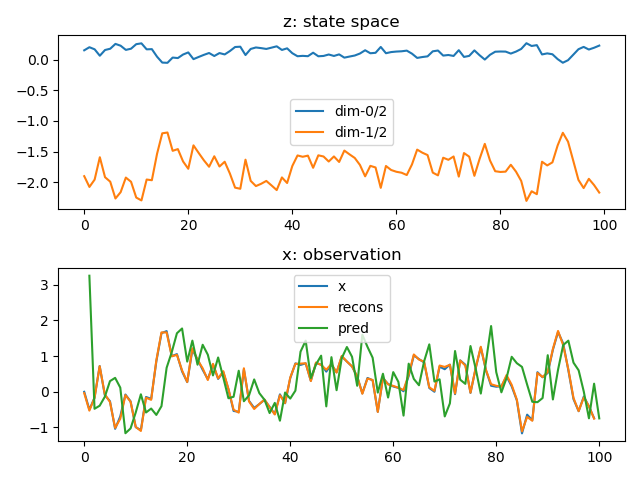 z: state space
0.0
−0.5
−1.0
−1.5
−2.0
dim-0/2
dim-1/2
0 20 40 60 80 100
x: observation
3
2
1
0
−1
x
recons
pred
0 20 40 60 80 100